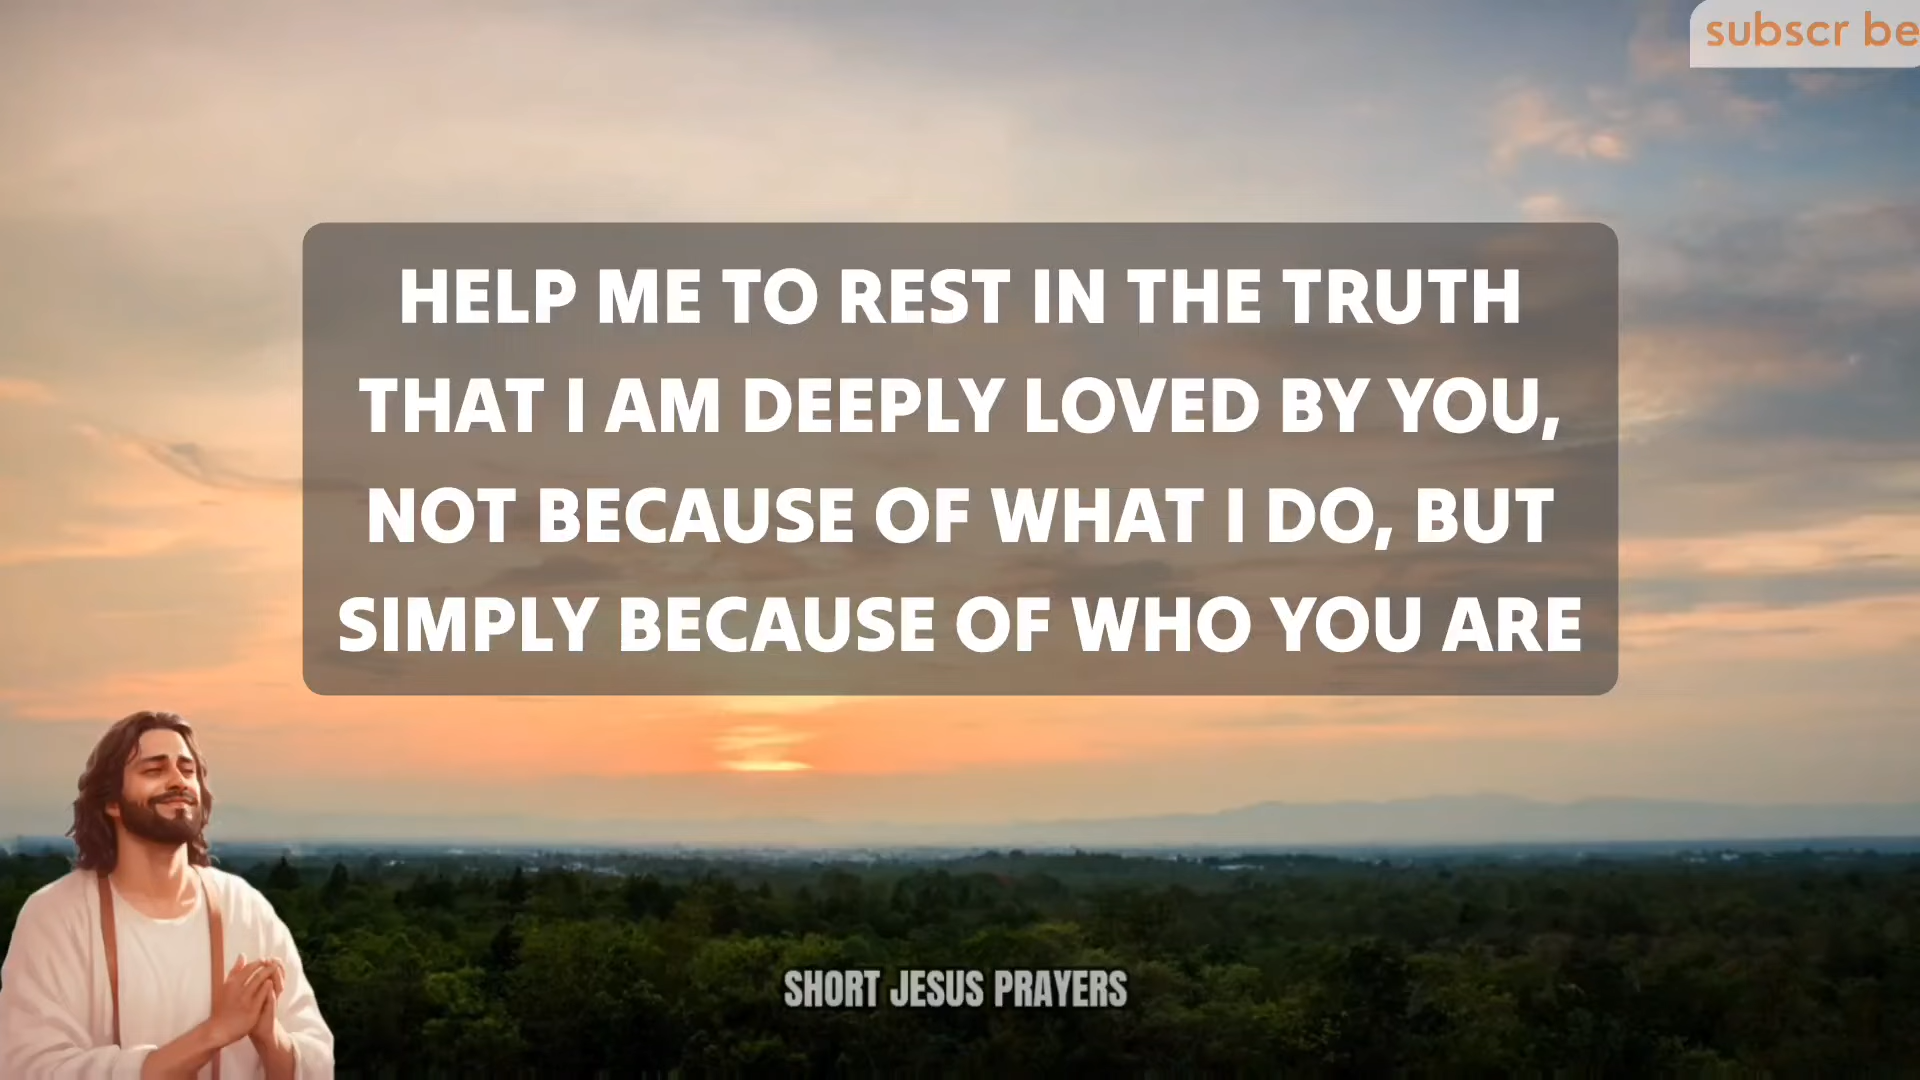 subscr be
HELP ME TO REST IN THE TRUTH
THAT I AM DEEPLY LOVED BY YOU,
NOT BECAUSE OF WHAT I DO, BUT
SIMPLY BECAUSE OF WHO YOU ARE
SHORT JESUS PRAYERS